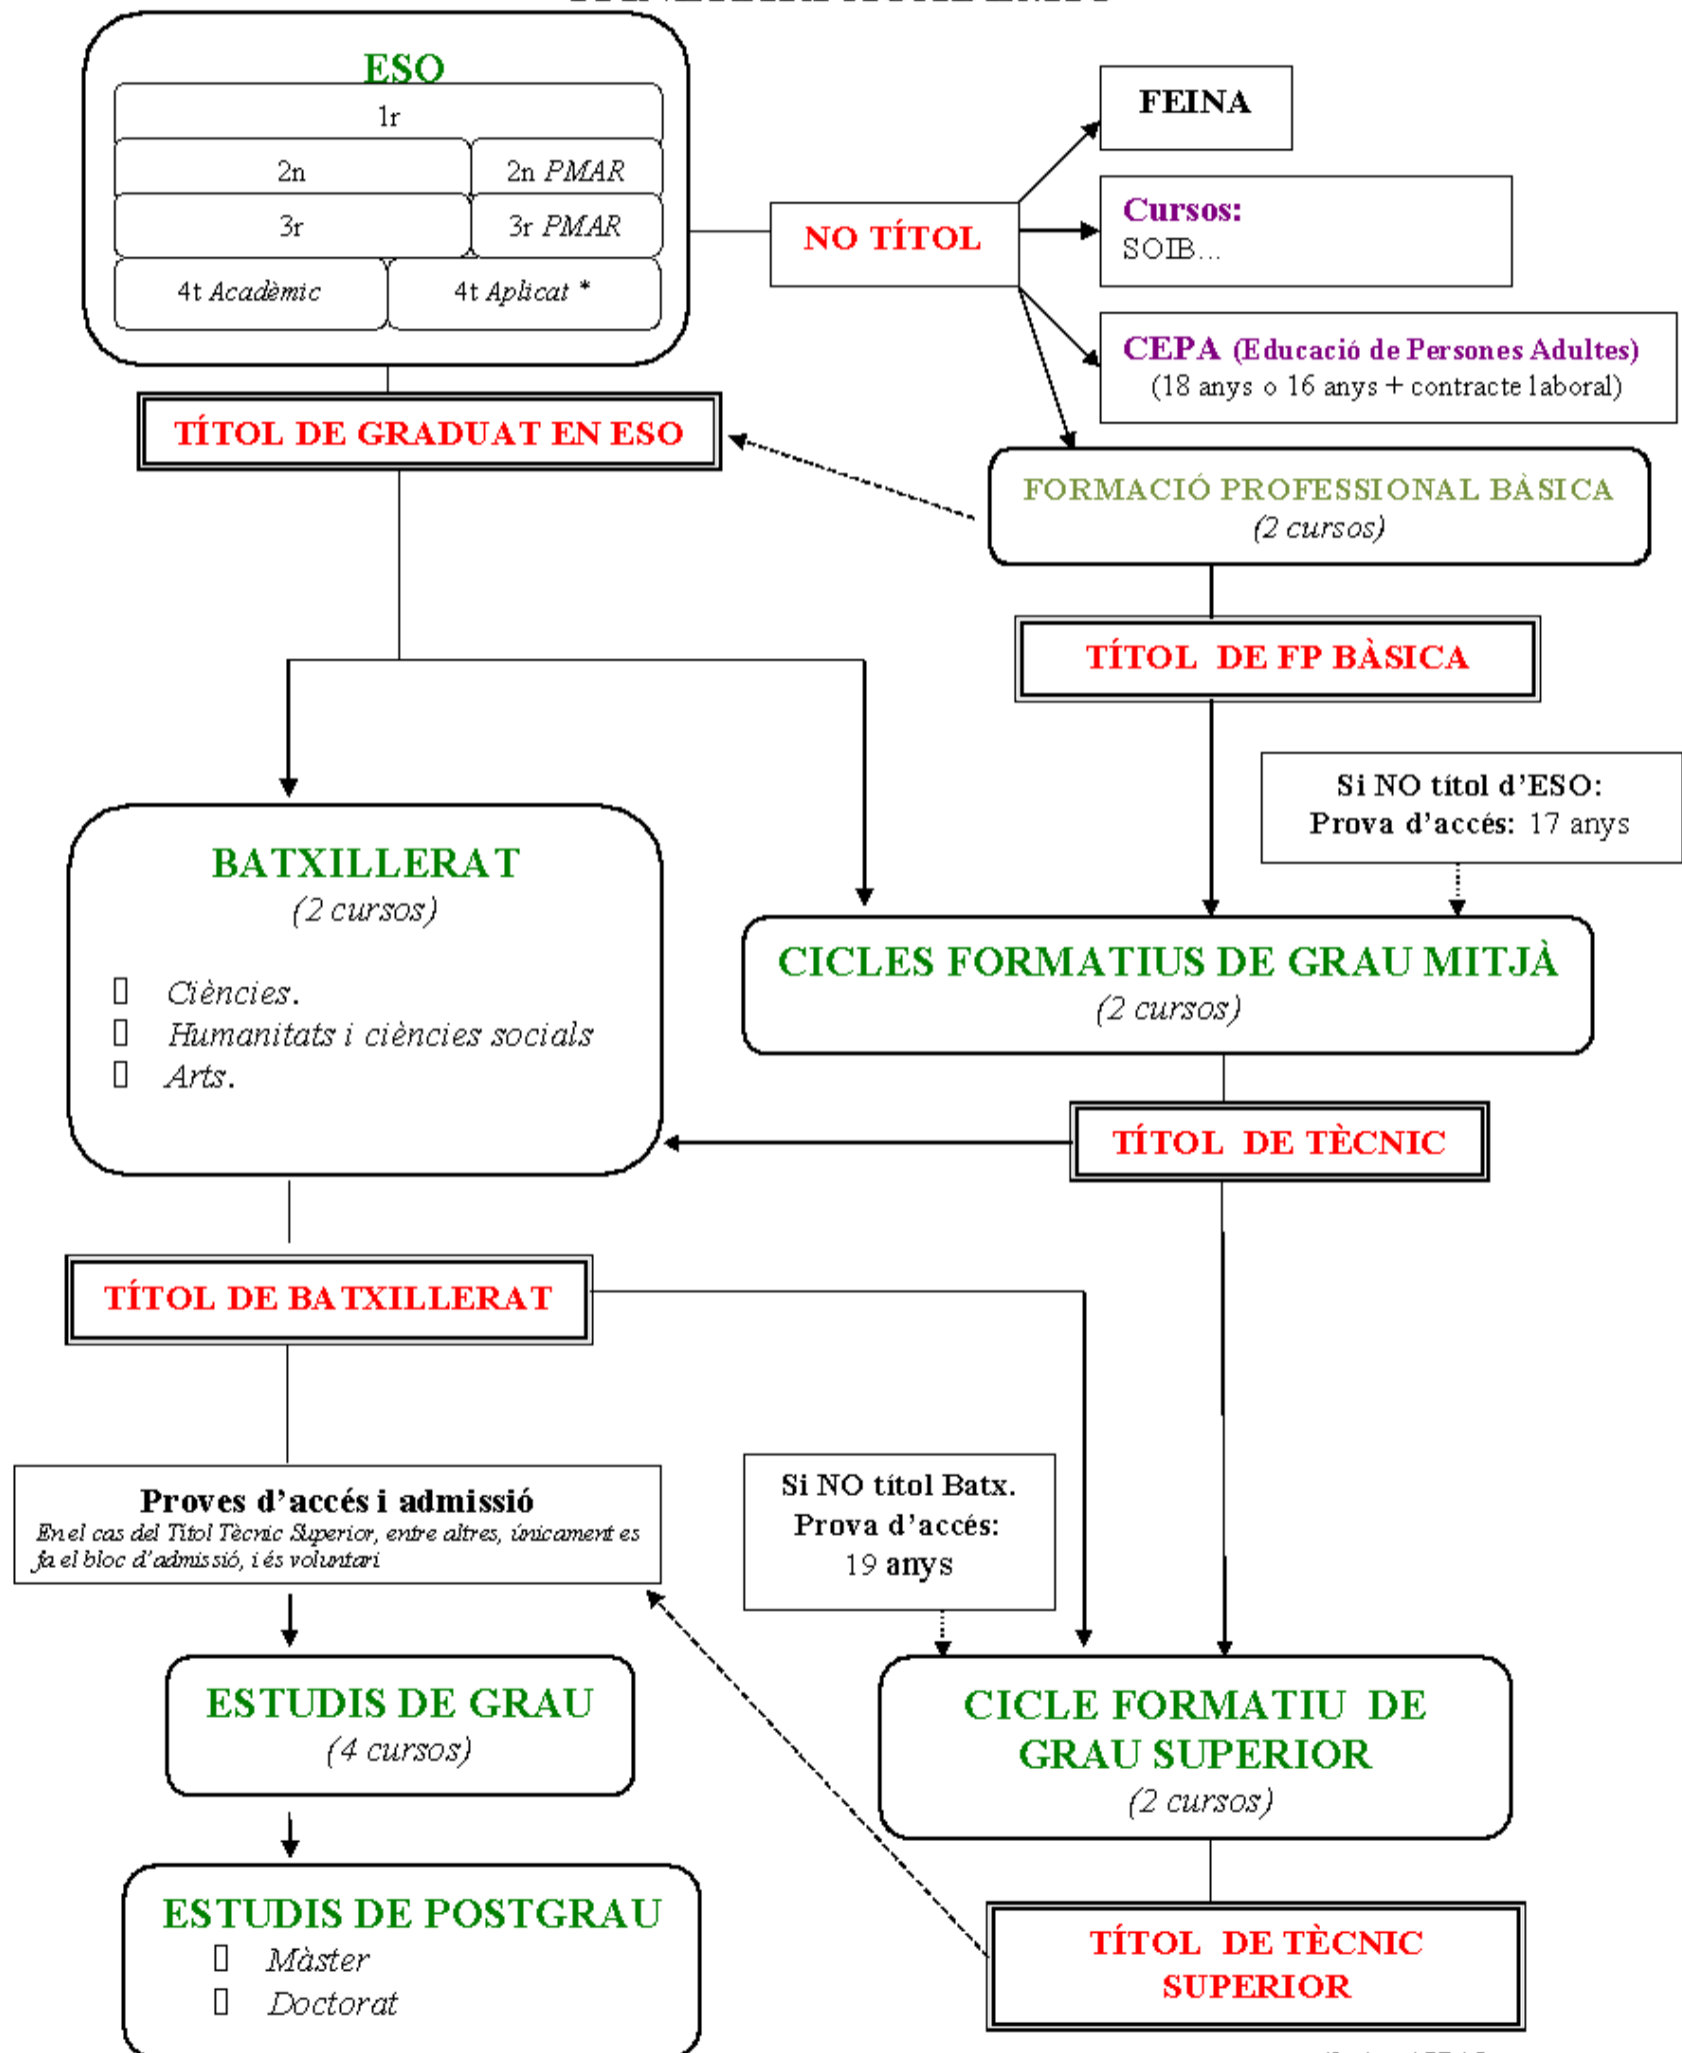 ESO
1r
2n
2n PMAR
3r
3r PMAR
4t Acadèmic
4t Aplicat *
FEINA
NO TÍTOL
Cursos:
SOIB...
CEPA (Educació de Persones Adultes)
(18 anys o 16 anys + contracte laboral)
TÍTOL DE GRADUAT EN ESO
FORMACIÓ PROFESSIONAL BÀSICA
(2 cursos)
TÍTOL DE FP BÀSICA
Si NO títol d'ESO:
Prova d'accés: 17 anys
BATXILLERAT
(2 cursos)
Ciències.
Humanitats i ciències socials
Arts.
CICLES FORMATIUS DE GRAU MITJÀ
(2 cursos)
TÍTOL DE TÈCNIC
TÍTOL DE BATXILLERAT
Proves d'accés i admissió
En el cas del Títol Tècnic Superior, entre altres, únicament es
fa el bloc d'admissió, i és voluntari
Si NO títol Batx.
Prova d'accés:
19 anys
ESTUDIS DE GRAU
(4 cursos)
CICLE FORMATIU DE
GRAU SUPERIOR
(2 cursos)
ESTUDIS DE POSTGRAU
Màster
Doctorat
TÍTOL DE TÈCNIC
SUPERIOR